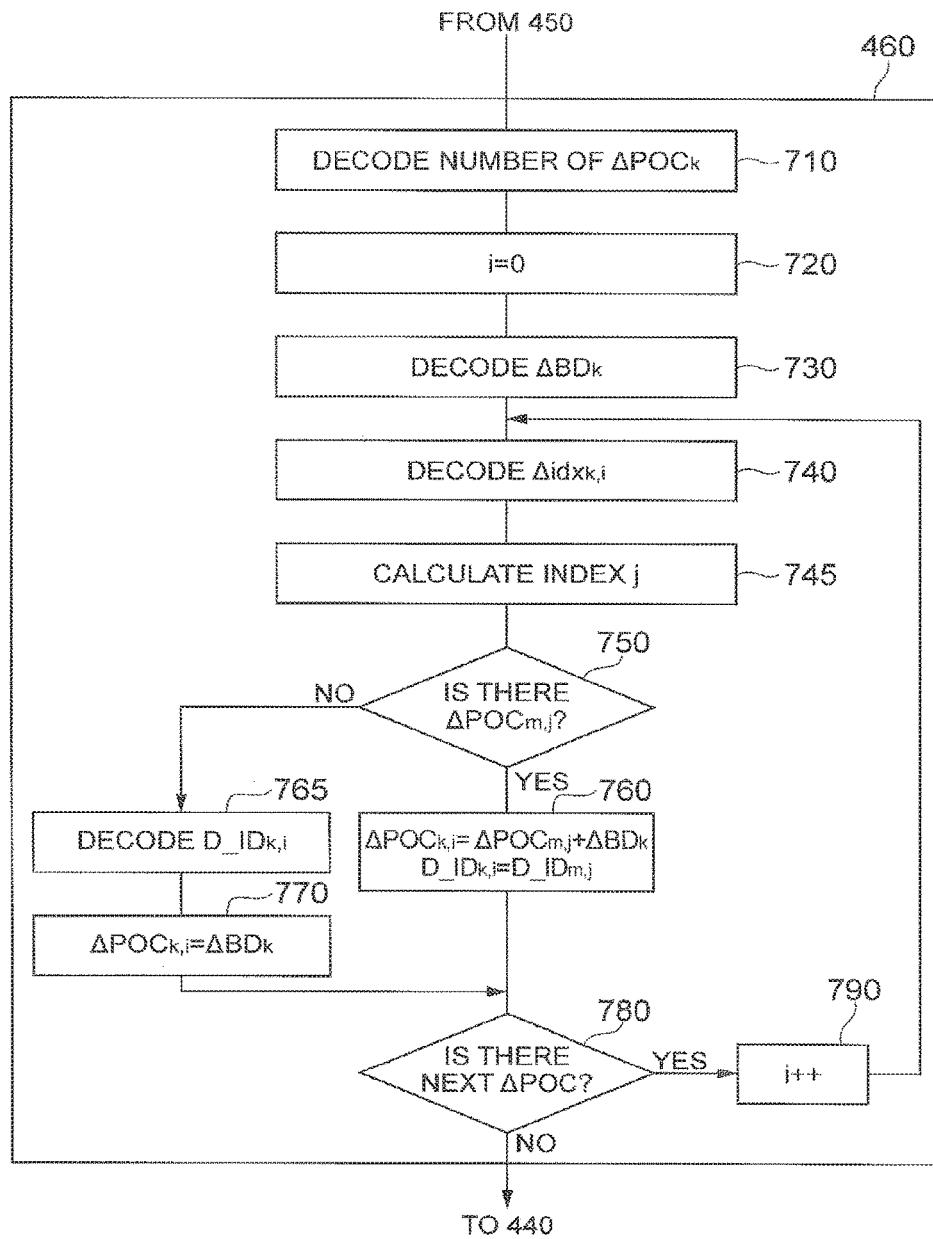 FROM 450
460
DECODE NUMBER OF ΔPOCk
710
i=0
720
DECODE ΔBDk
730
DECODE Δidxk,i
740
CALCULATE INDEX j
745
750
NO
IS THERE
ΔPOCm,j?
YES
765
760
DECODE D_IDk,i
ΔPOCk,i= ΔPOCm,j+ΔBDk
D_IDk,i=D_IDm,j
770
ΔPOCk,i=ΔBDk
780
790
IS THERE
NEXT ΔPOC?
YES
i++
NO
TO 440